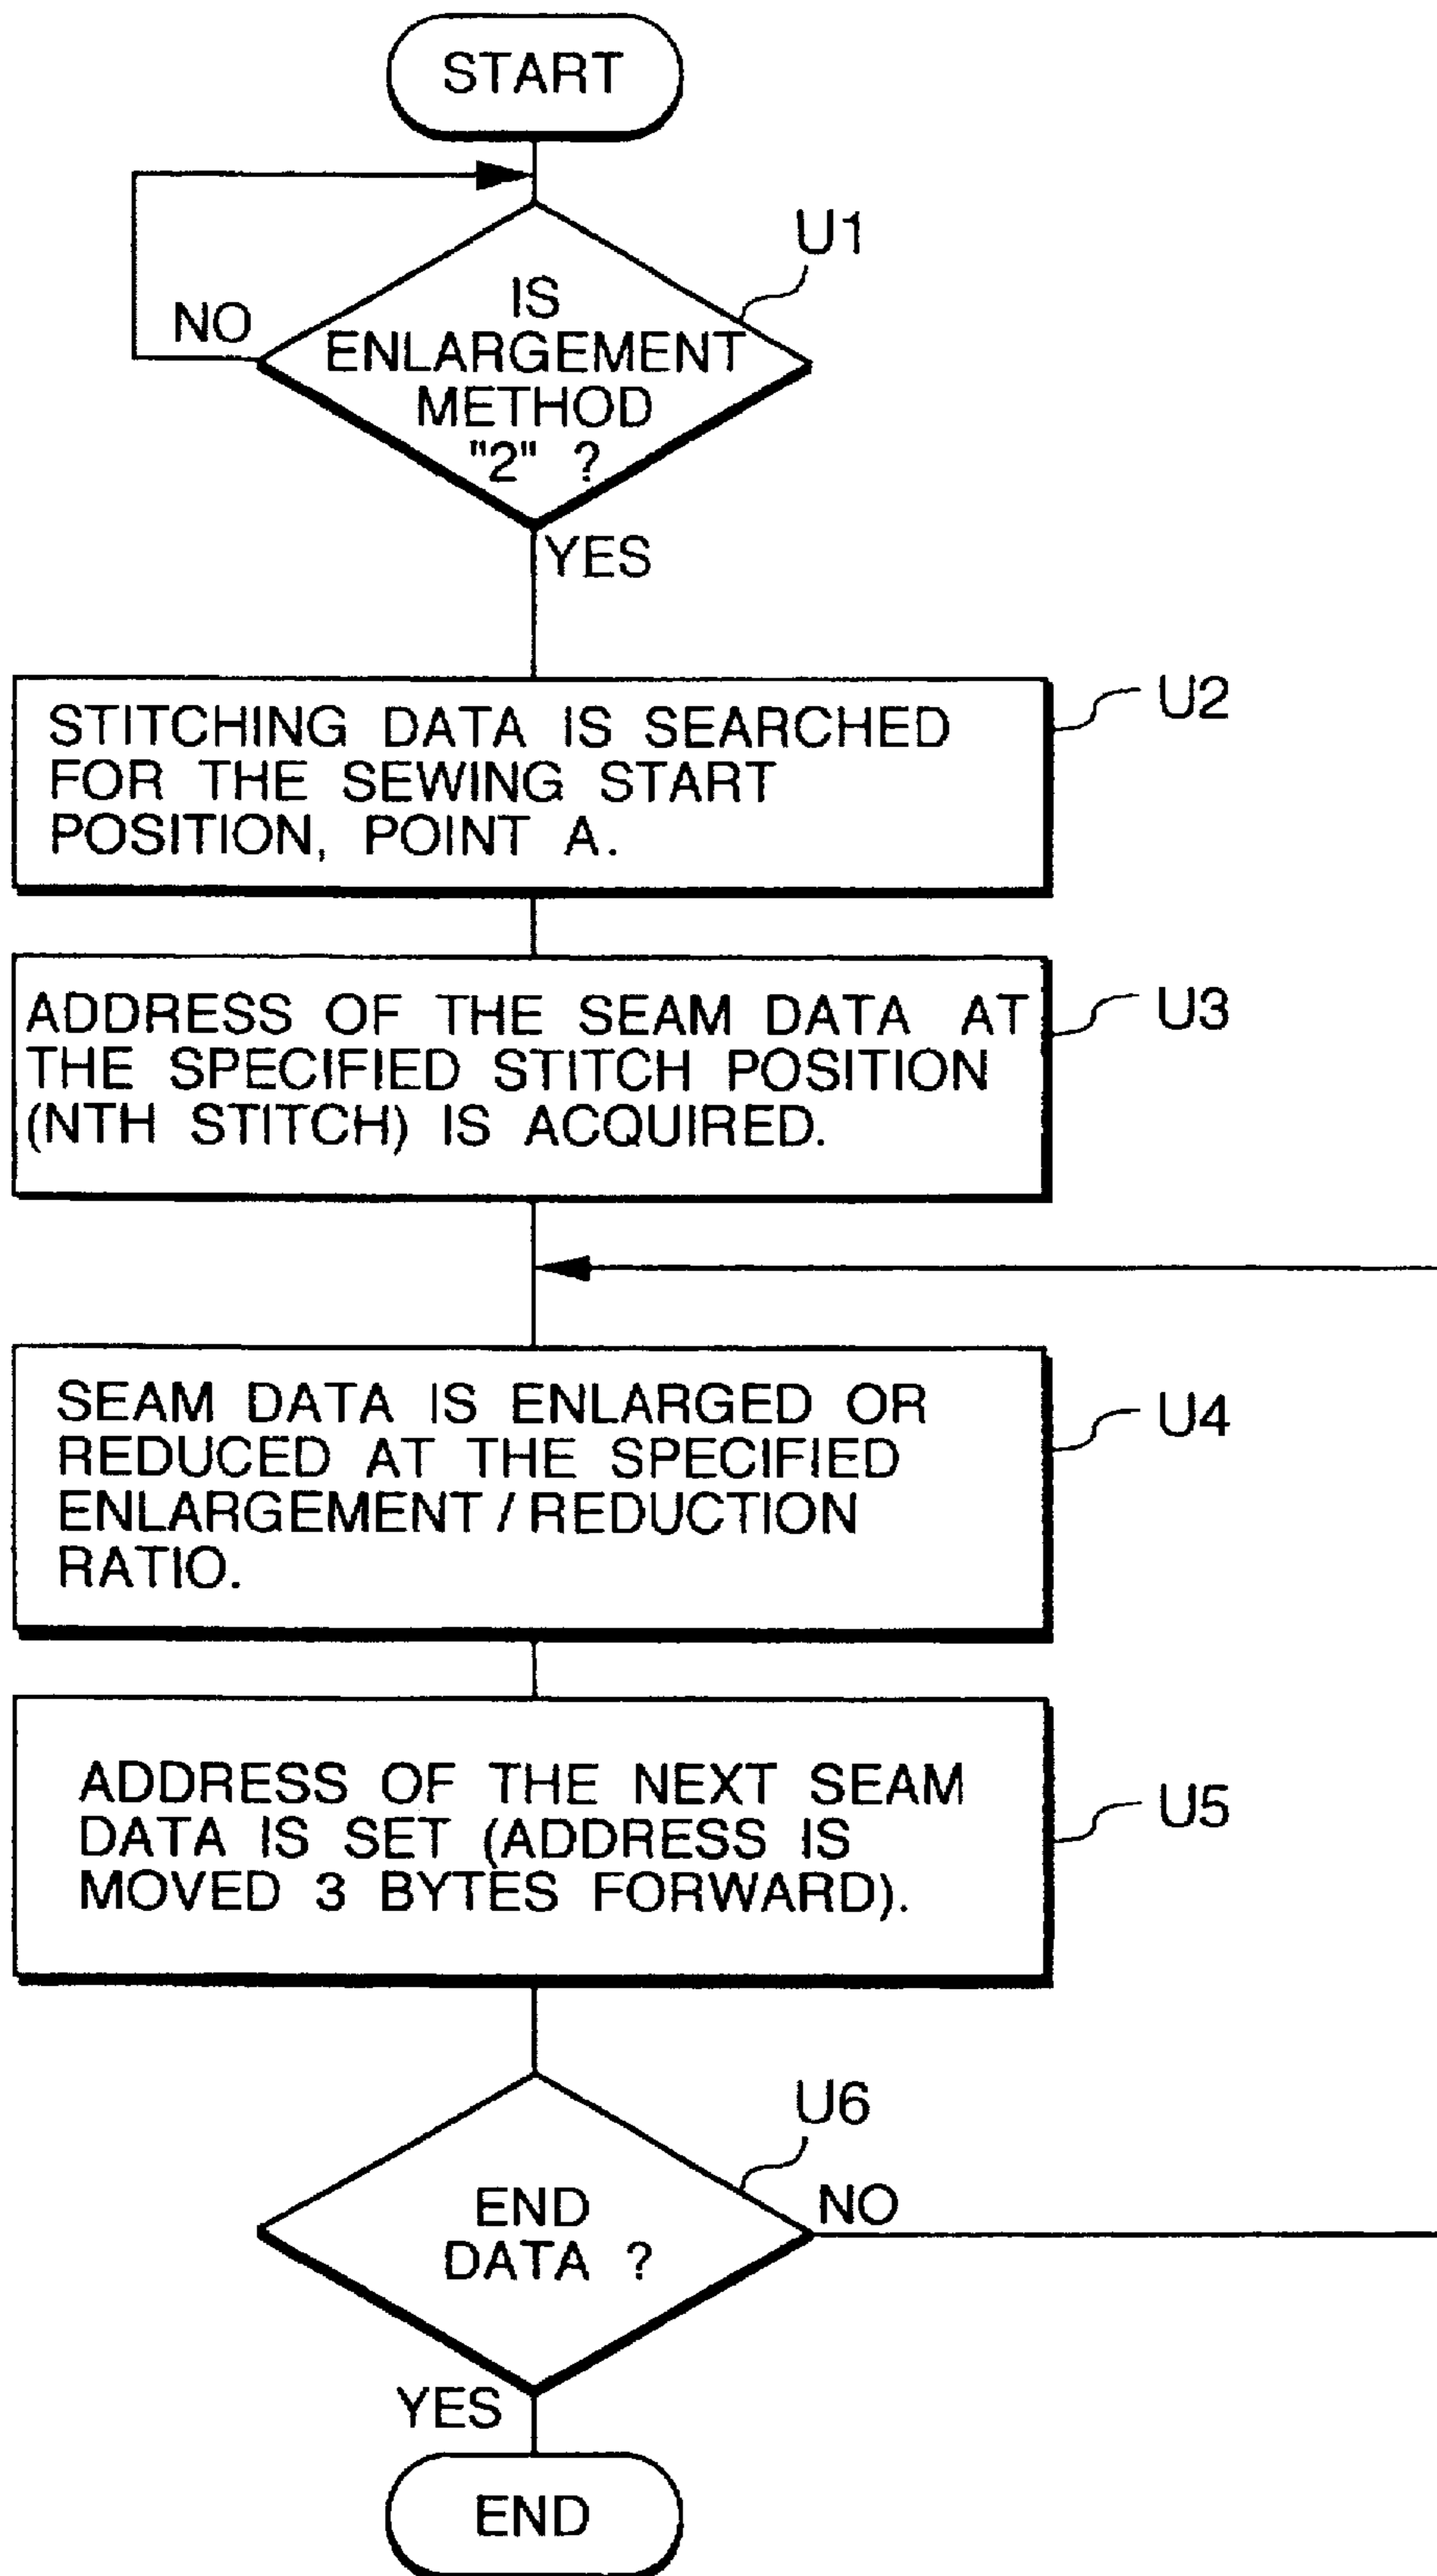 START
U1
NO
IS
ENLARGEMENT
METHOD
"2" ?
YES
U2
STITCHING DATA IS SEARCHED
FOR THE SEWING START
POSITION, POINT A.
U3
ADDRESS OF THE SEAM DATA AT
THE SPECIFIED STITCH POSITION
(NTH STITCH) IS ACQUIRED.
U4
SEAM DATA IS ENLARGED OR
REDUCED AT THE SPECIFIED
ENLARGEMENT / REDUCTION
RATIO.
U5
ADDRESS OF THE NEXT SEAM
DATA IS SET (ADDRESS IS
MOVED 3 BYTES FORWARD).
U6
END
DATA ?
NO
YES
END